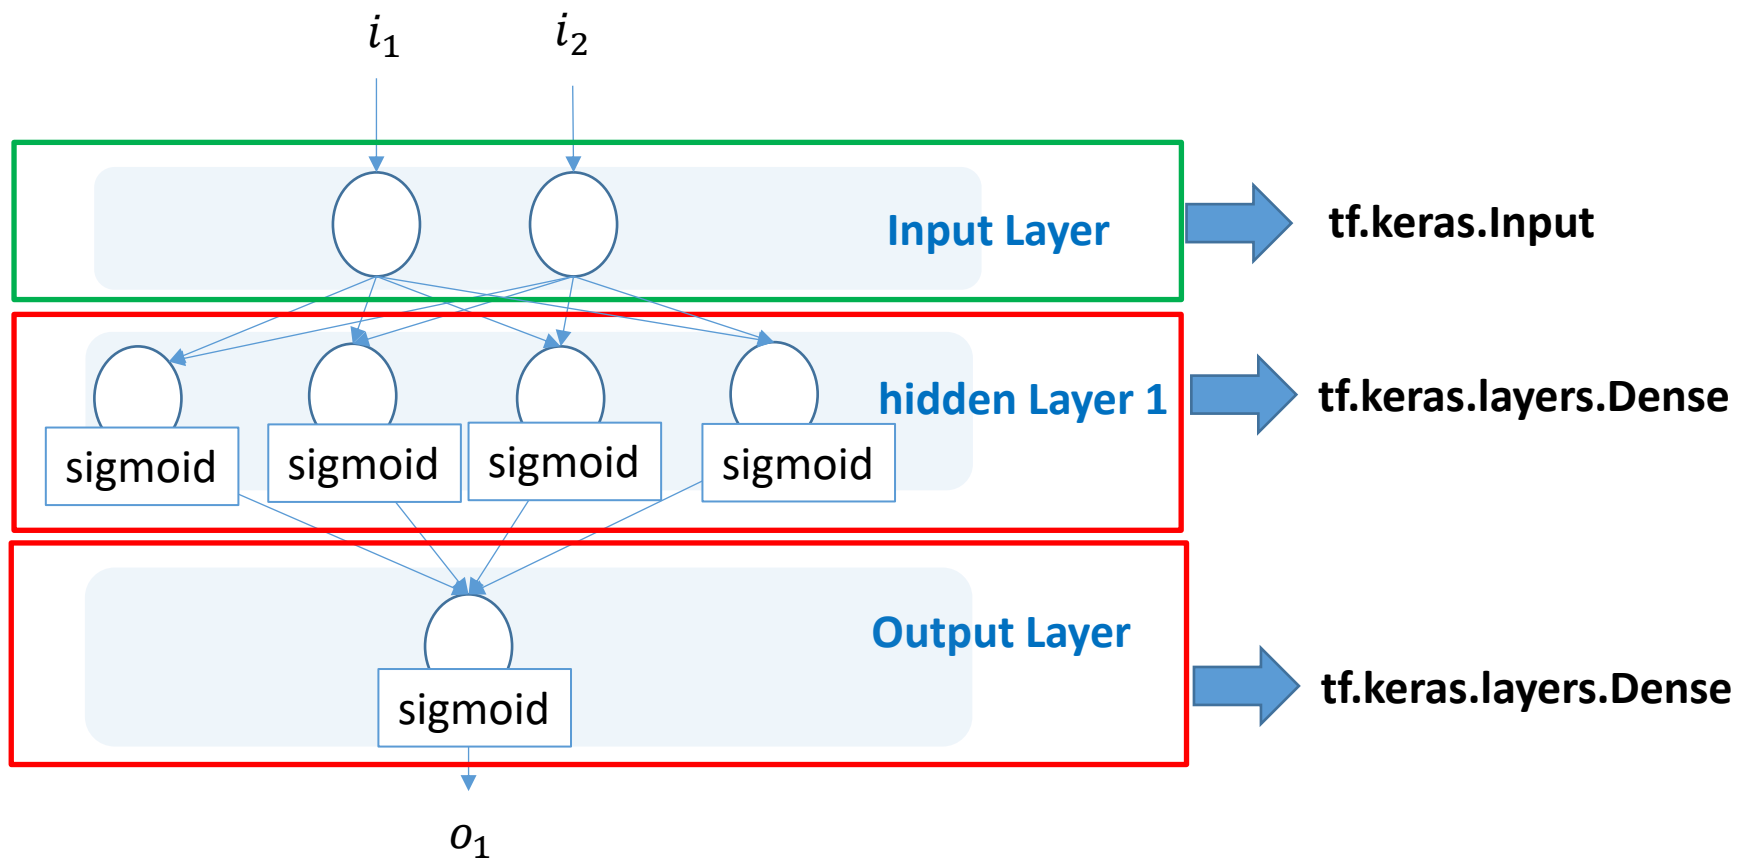 i₁ i₂
Input Layer
tf.keras.Input
hidden Layer 1
tf.keras.layers.Dense
sigmoid sigmoid sigmoid sigmoid
Output Layer
tf.keras.layers.Dense
sigmoid
o₁